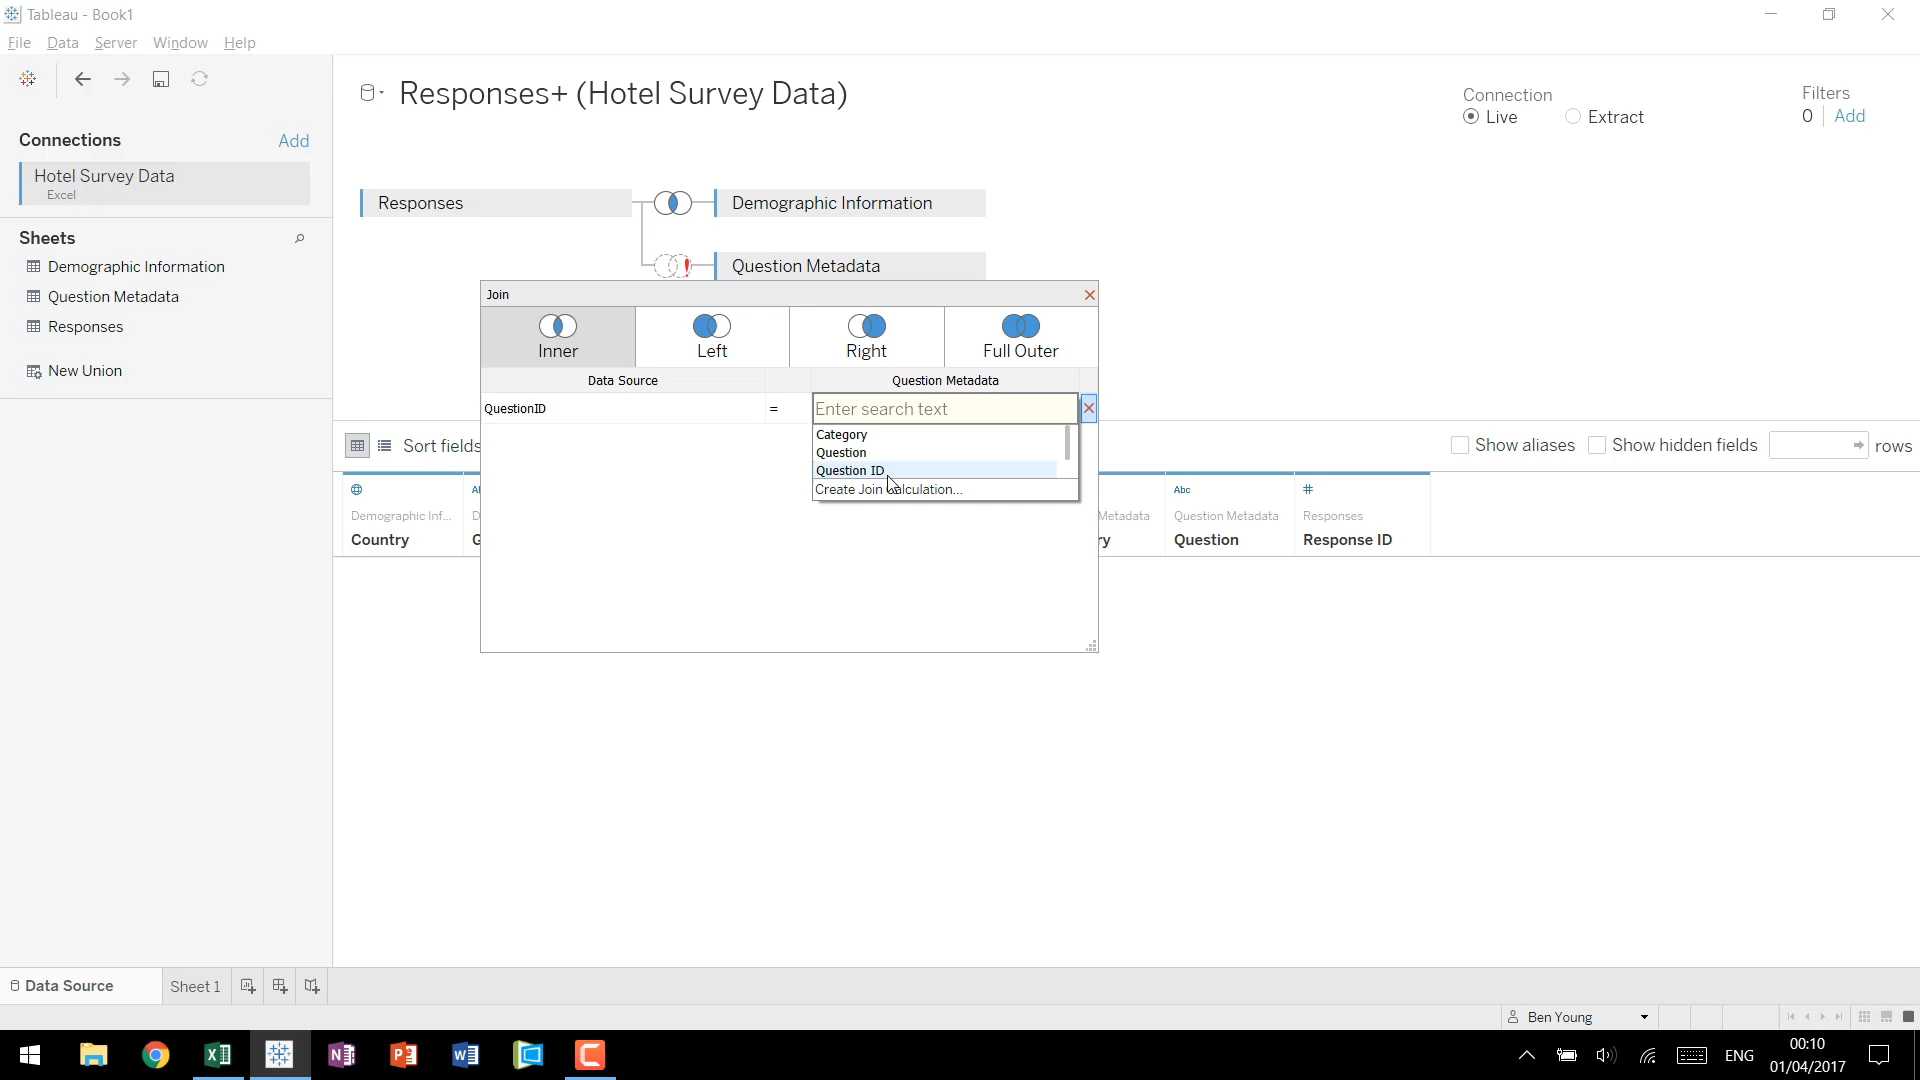 Tableau - Book1
File Data Server Window Help
Connections Add
Hotel Survey Data
Excel
Sheets
Demographic Information
Question Metadata
Responses
New Union
Responses+ (Hotel Survey Data)
Connection
Live Extract
Filters
0 Add
Responses
Demographic Information
Question Metadata
Join
Inner Left Right Full Outer
Data Source Question Metadata
QuestionID = Enter search text
Category
Question
Question ID
Create Join Calculation...
Sort fields Show aliases Show hidden fields rows
Abc #
Demographic Inf... Metadata Question Metadata Responses
Country Question Response ID
Data Source Sheet 1
Ben Young
ENG
00:10
01/04/2017